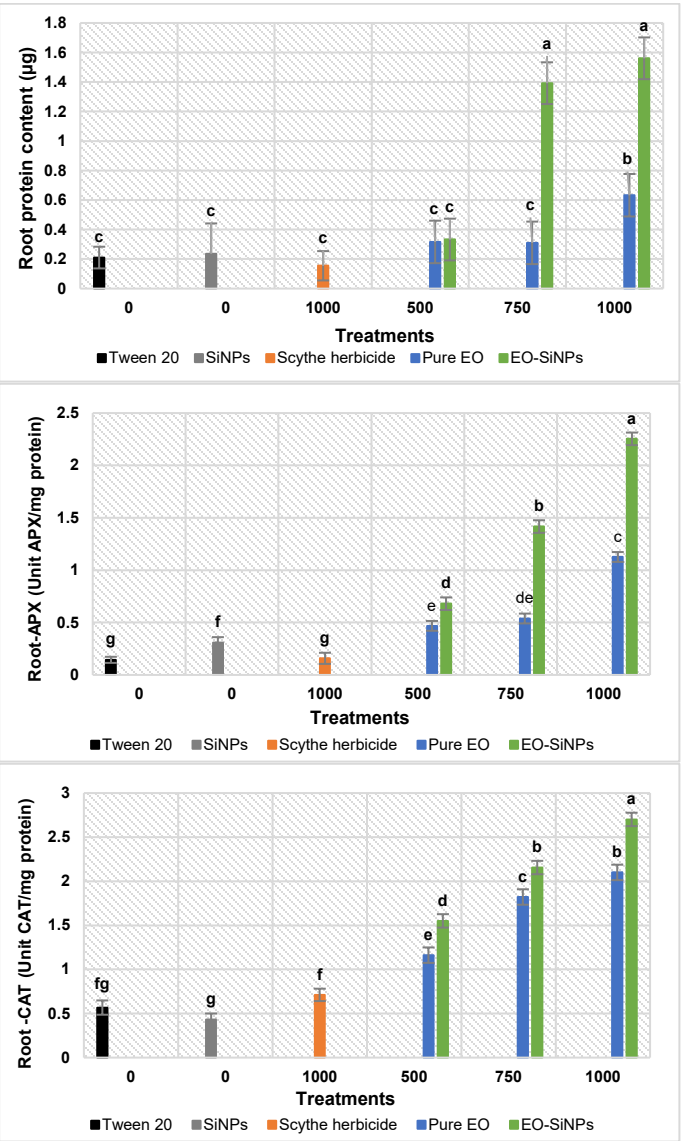 1.8
1.6
1.4
1.2
1
0.8
0.6
0.4
0.2
0
Root protein content (µg)
c c c c c c a b a
0 0 1000 500 750 1000
Treatments
Tween 20 SiNPs Scythe herbicide Pure EO EO-SiNPs
2.5
2
1.5
1
0.5
0
Root-APX (Unit APX/mg protein)
g f g e d de b c a
0 0 1000 500 750 1000
Treatments
Tween 20 SiNPs Scythe herbicide Pure EO EO-SiNPs
3
2.5
2
1.5
1
0.5
0
Root -CAT (Unit CAT/mg protein)
fg g f e d c b b a
0 0 1000 500 750 1000
Treatments
Tween 20 SiNPs Scythe herbicide Pure EO EO-SiNPs